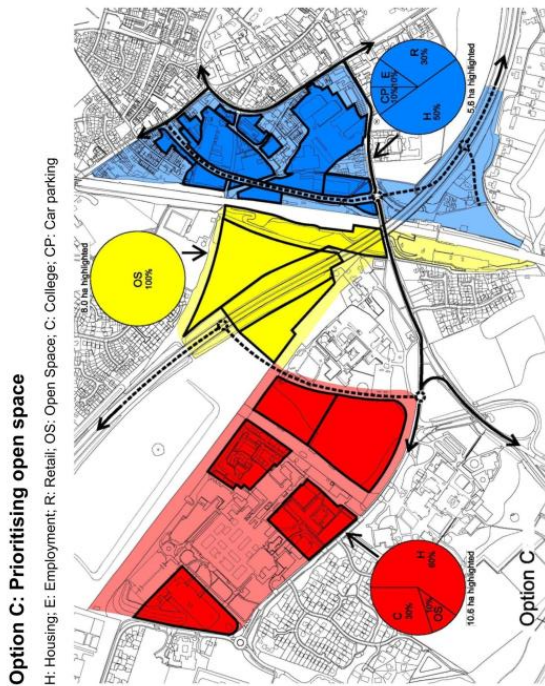 Option C: Prioritising open space
H: Housing; E: Employment; R: Retail; OS: Open Space; C: College; CP: Car parking
8.0 ha highlighted
OS
100%
CP
10%
E
10%
R
30%
H
50%
5.6 ha highlighted
C
30%
OS
10%
H
60%
10.6 ha highlighted
Option C